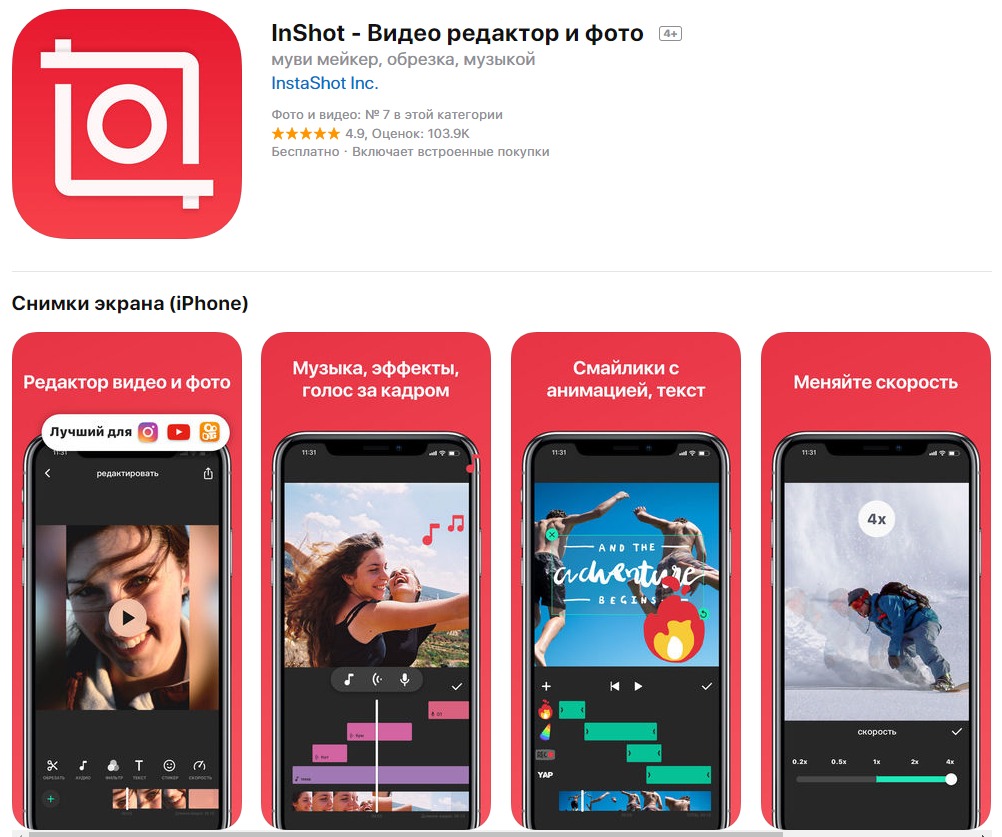 InShot - Видео редактор и фото 4+
муви мейкер, обрезка, музыкой
InstaShot Inc.
Фото и видео: № 7 в этой категории
4.9, Оценок: 103.9K
Бесплатно · Включает встроенные покупки
Снимки экрана (iPhone)
Редактор видео и фото
Лучший для
11:31
редактировать
ОБРЕЗАТЬ АУДИО ФИЛЬТР ТЕКСТ СТИКЕР СКОРОСТЬ
Музыка, эффекты,
голос за кадром
11:31
Смайлики с
анимацией, текст
11:31
AND THE
adventure
BEGINS
REC
YAP
Меняйте скорость
11:31
4x
скорость
0.2x 0.5x 1x 2x 4x